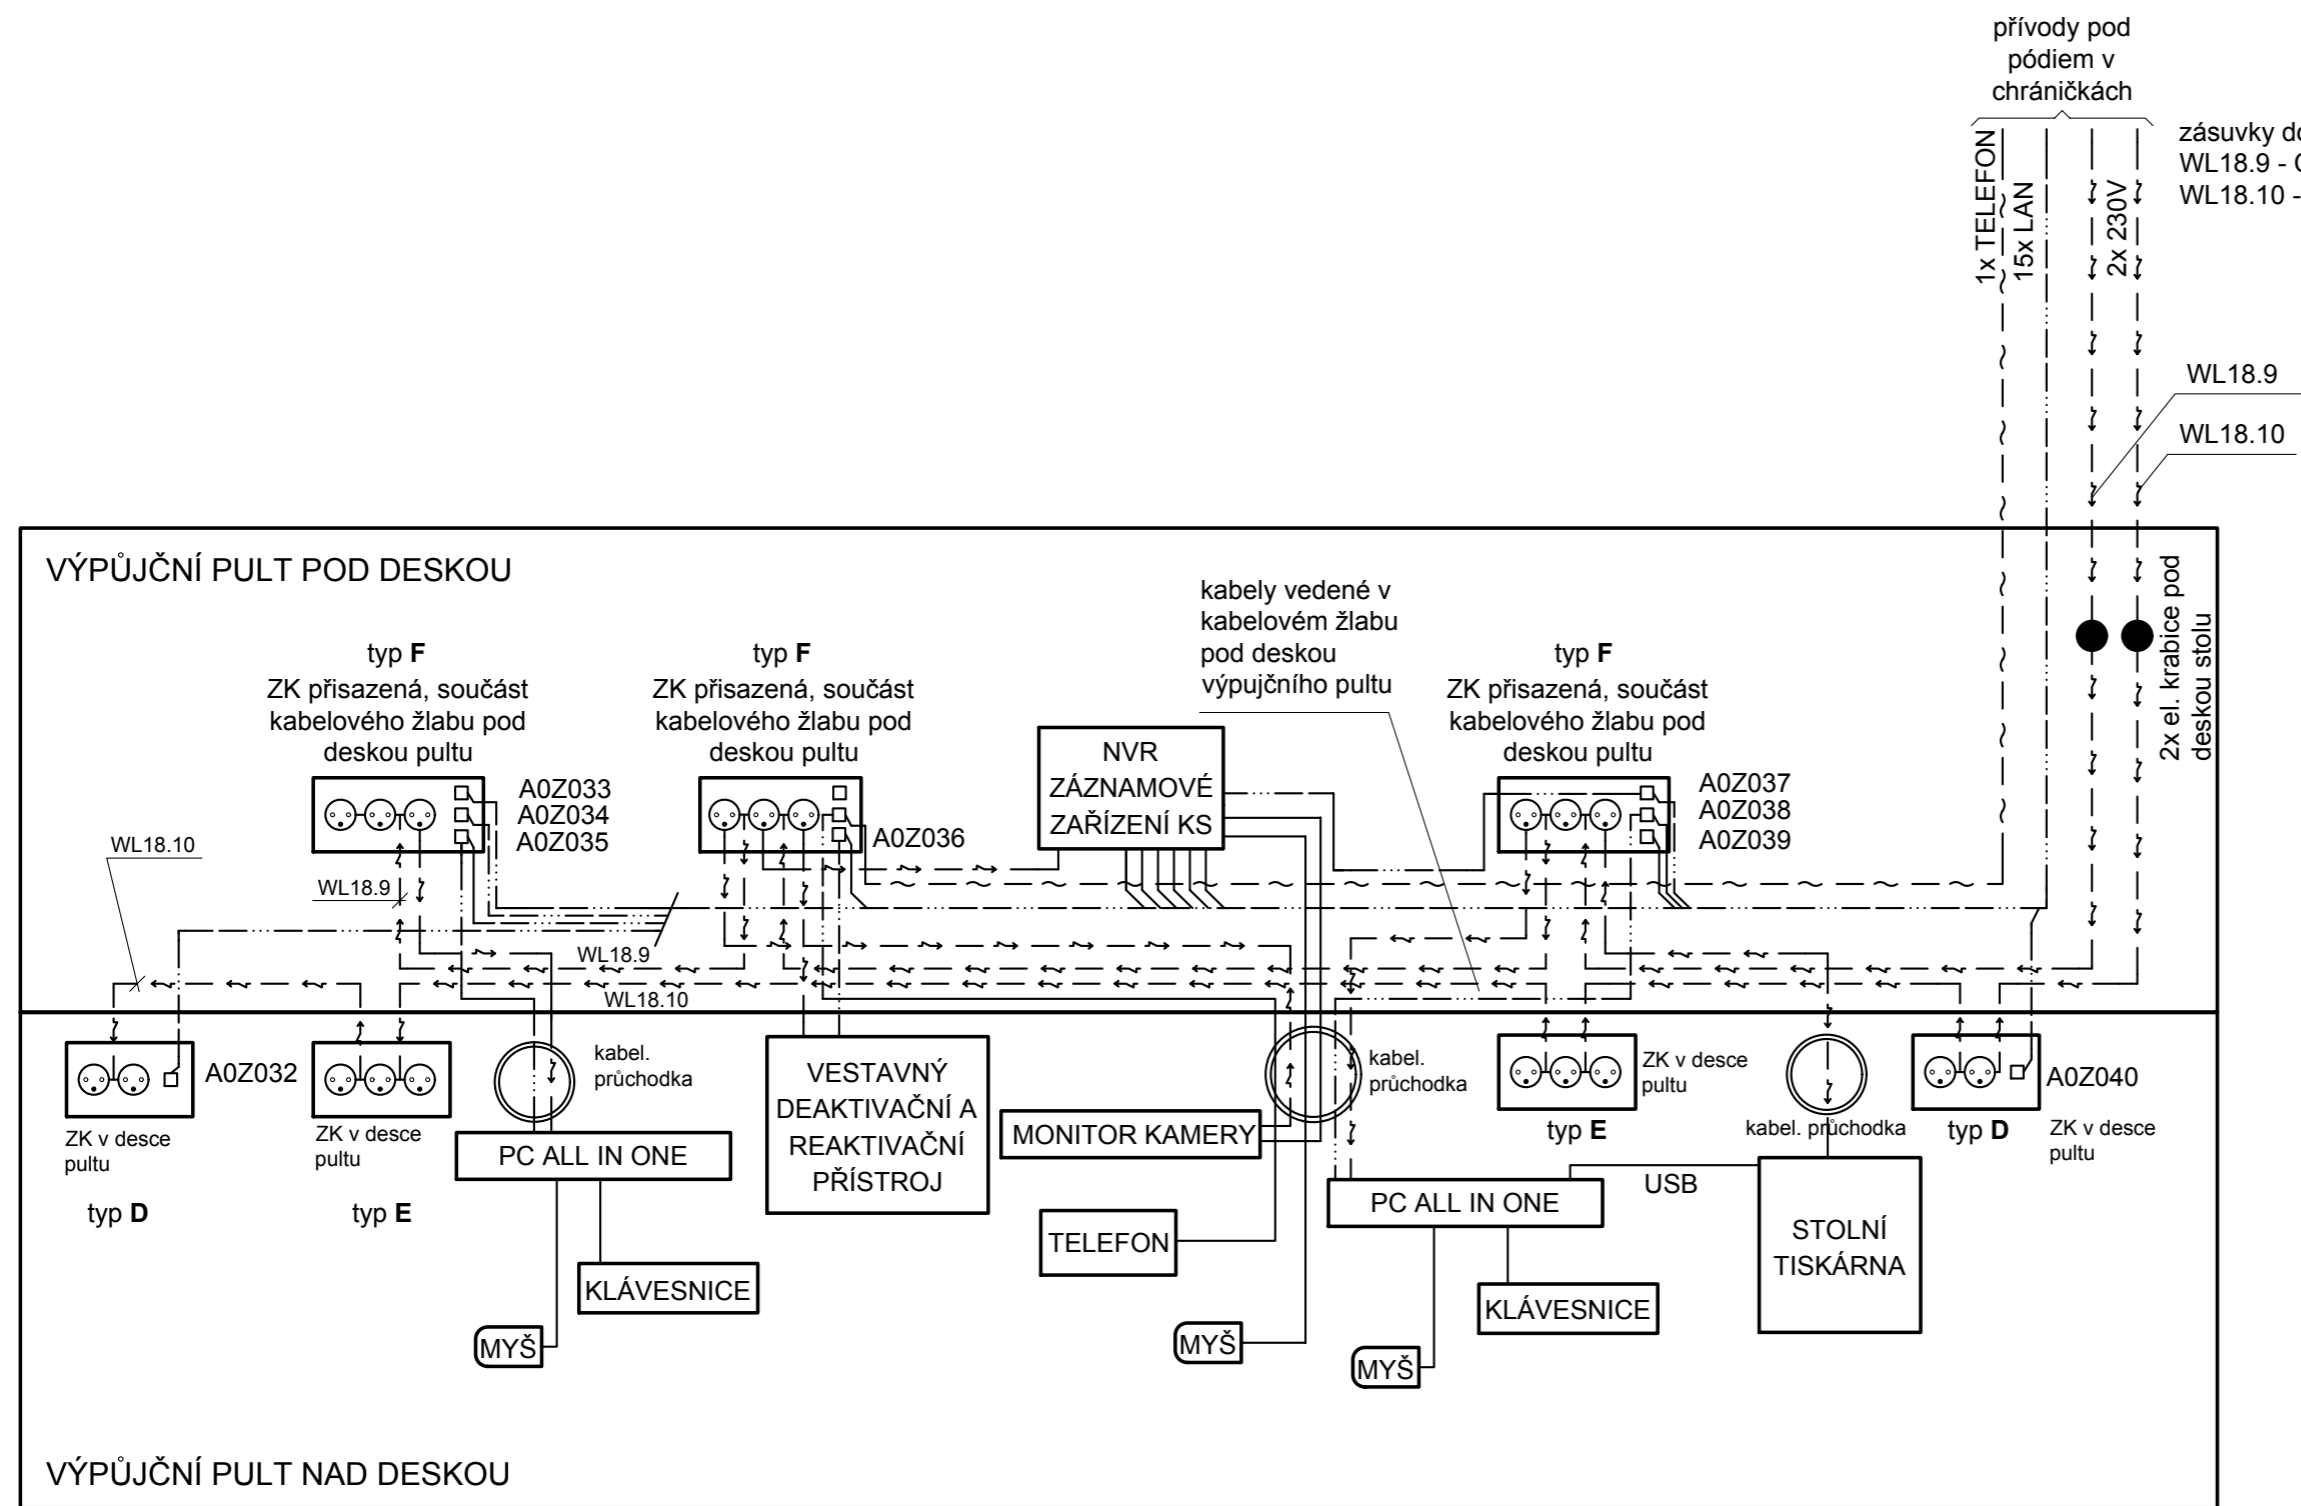 přívody pod
pódiem v
chráničkách
1x TELEFON
15x LAN
2x 230V
zásuvky
WL18.9 -
WL18.10 -
WL18.9
WL18.10
VÝPŮJČNÍ PULT POD DESKOU
typ F
ZK přisazená, součást
kabelového žlabu pod
deskou pultu
A0Z033
A0Z034
A0Z035
typ F
ZK přisazená, součást
kabelového žlabu pod
deskou pultu
A0Z036
NVR
ZÁZNAMOVÉ
ZAŘÍZENÍ KS
kabely vedené v
kabelovém žlabu
pod deskou
výpujčního pultu
typ F
ZK přisazená, součást
kabelového žlabu pod
deskou pultu
A0Z037
A0Z038
A0Z039
2x el. krabice pod
deskou stolu
WL18.10
WL18.9
WL18.9
WL18.10
A0Z032
ZK v desce
pultu
typ D
ZK v desce
pultu
typ E
kabel.
průchodka
PC ALL IN ONE
KLÁVESNICE
MYŠ
VESTAVNÝ
DEAKTIVAČNÍ A
REAKTIVAČNÍ
PŘÍSTROJ
MONITOR KAMERY
TELEFON
MYŠ
kabel.
průchodka
PC ALL IN ONE
USB
KLÁVESNICE
MYŠ
ZK v desce
pultu
typ E
kabel. průchodka
STOLNÍ
TISKÁRNA
A0Z040
typ D
ZK v desce
pultu
VÝPŮJČNÍ PULT NAD DESKOU